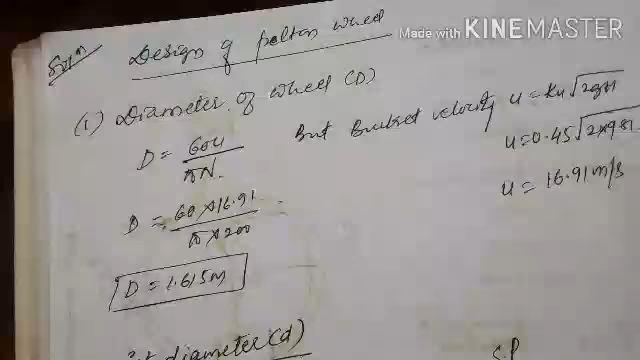 Made with KINEMASTER
Soln
Design of pelton wheel
(1) Diameter of wheel (D)
D = 60u / πN.
But Bucket velocity u = Ku √2gH
u = 0.45 √2×9.81
u = 16.91 m/s
D = 60 × 16.91 / π × 200
D = 1.615m
diameter (d)
S.P